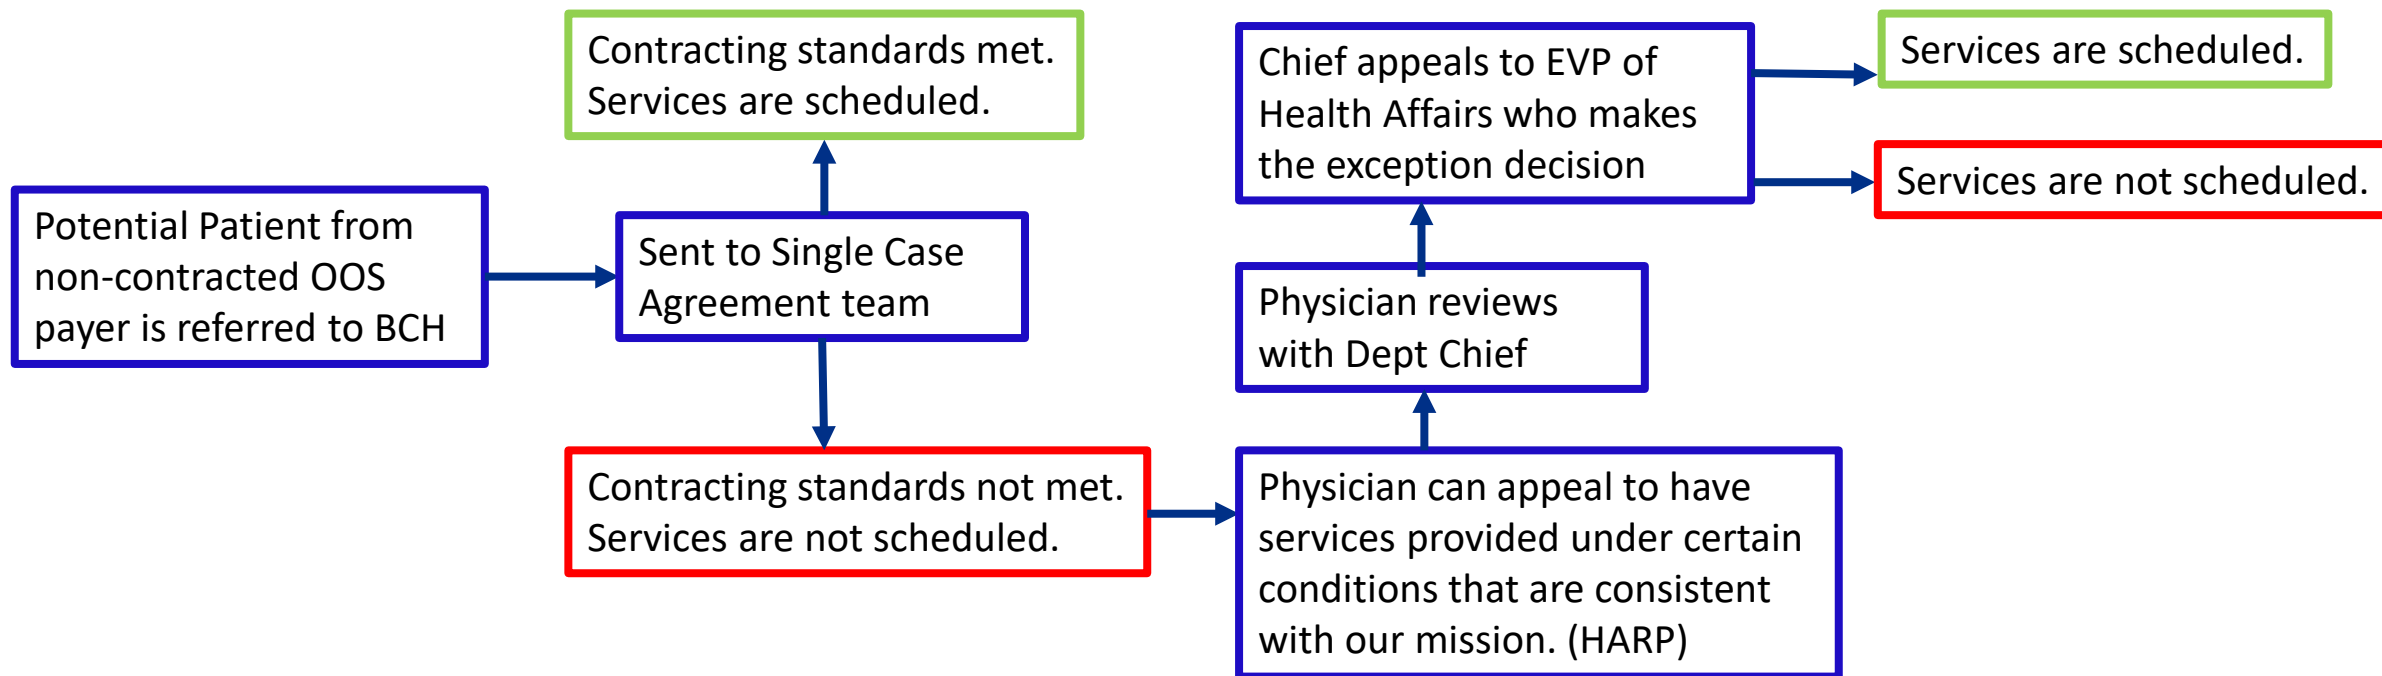 Potential Patient from
non-contracted OOS
payer is referred to BCH
Sent to Single Case
Agreement team
Contracting standards met.
Services are scheduled.
Contracting standards not met.
Services are not scheduled.
Physician can appeal to have
services provided under certain
conditions that are consistent
with our mission. (HARP)
Physician reviews
with Dept Chief
Chief appeals to EVP of
Health Affairs who makes
the exception decision
Services are scheduled.
Services are not scheduled.